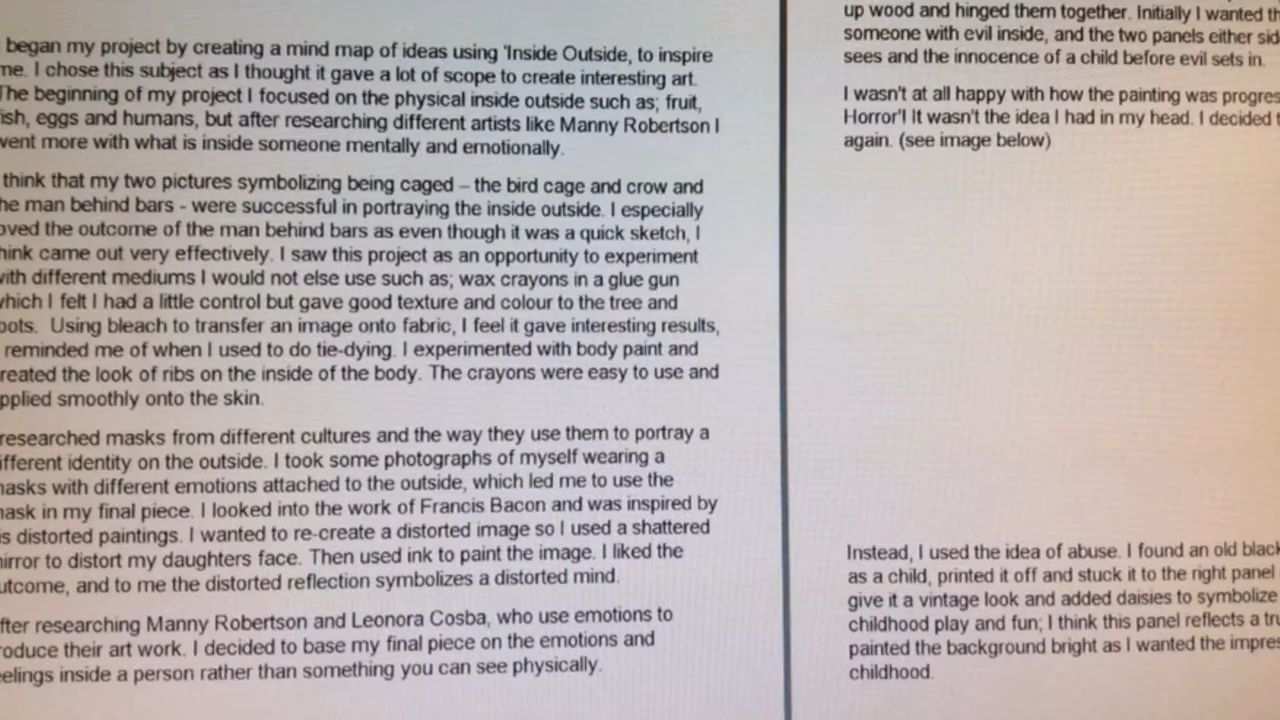 began my project by creating a mind map of ideas using 'Inside Outside, to inspire
me. I chose this subject as I thought it gave a lot of scope to create interesting art.
The beginning of my project I focused on the physical inside outside such as; fruit,
ish, eggs and humans, but after researching different artists like Manny Robertson I
went more with what is inside someone mentally and emotionally.
think that my two pictures symbolizing being caged – the bird cage and crow and
he man behind bars - were successful in portraying the inside outside. I especially
oved the outcome of the man behind bars as even though it was a quick sketch, I
hink came out very effectively. I saw this project as an opportunity to experiment
with different mediums I would not else use such as; wax crayons in a glue gun
which I felt I had a little control but gave good texture and colour to the tree and
oots. Using bleach to transfer an image onto fabric, I feel it gave interesting results,
reminded me of when I used to do tie-dying. I experimented with body paint and
reated the look of ribs on the inside of the body. The crayons were easy to use and
pplied smoothly onto the skin.
researched masks from different cultures and the way they use them to portray a
ifferent identity on the outside. I took some photographs of myself wearing a
masks with different emotions attached to the outside, which led me to use the
mask in my final piece. I looked into the work of Francis Bacon and was inspired by
is distorted paintings. I wanted to re-create a distorted image so I used a shattered
mirror to distort my daughters face. Then used ink to paint the image. I liked the
utcome, and to me the distorted reflection symbolizes a distorted mind.
fter researching Manny Robertson and Leonora Cosba, who use emotions to
roduce their art work. I decided to base my final piece on the emotions and
eelings inside a person rather than something you can see physically.
up wood and hinged them together. Initially I wanted th
someone with evil inside, and the two panels either sid
sees and the innocence of a child before evil sets in.
I wasn't at all happy with how the painting was progres
Horror'! It wasn't the idea I had in my head. I decided t
again. (see image below)
Instead, I used the idea of abuse. I found an old black
as a child, printed it off and stuck it to the right panel
give it a vintage look and added daisies to symbolize
childhood play and fun; I think this panel reflects a tru
painted the background bright as I wanted the impres
childhood.